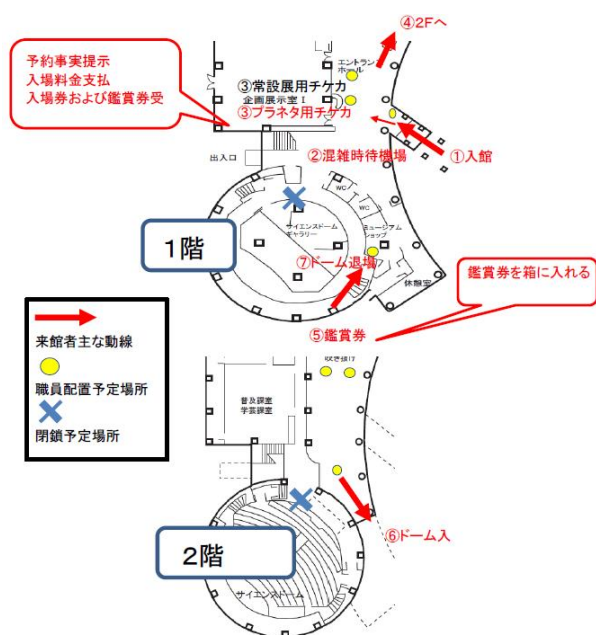 ④2Fへ
予約事実提示
入場料金支払
入場券および鑑賞券受
エントランス
ホール
③常設展用チケカ
企画展示室Ⅰ
③プラネタ用チケカ
①入館
②混雑時待機場
出入口
WC
WC
1階
サイエンスドーム
ギャラリー
ミュージアム
ショップ
⑦ドーム退場
休憩室
鑑賞券を箱に入れる
⑤鑑賞券
来館者主な動線
職員配置予定場所
閉鎖予定場所
吹き抜け
普及課室
学芸課室
⑥ドーム入
2階
サイエンスドーム